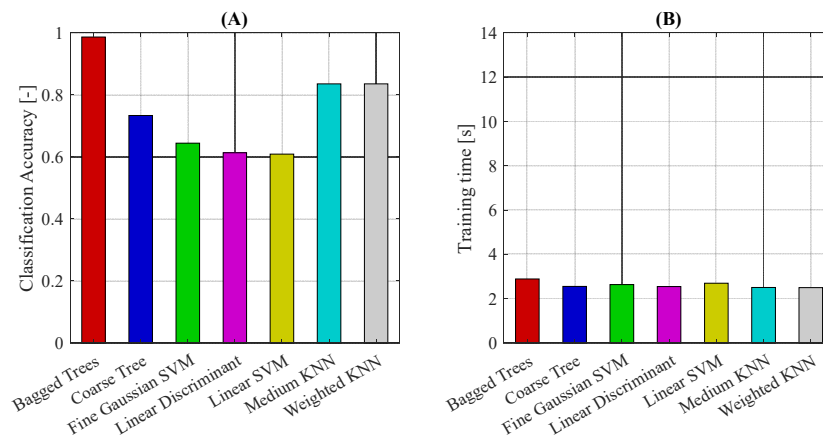 (A)
Classification Accuracy [-]
1
0.8
0.6
0.4
0.2
0
Bagged Trees
Coarse Tree
Fine Gaussian SVM
Linear Discriminant
Linear SVM
Medium KNN
Weighted KNN
(B)
Training time [s]
14
12
10
8
6
4
2
0
Bagged Trees
Coarse Tree
Fine Gaussian SVM
Linear Discriminant
Linear SVM
Medium KNN
Weighted KNN